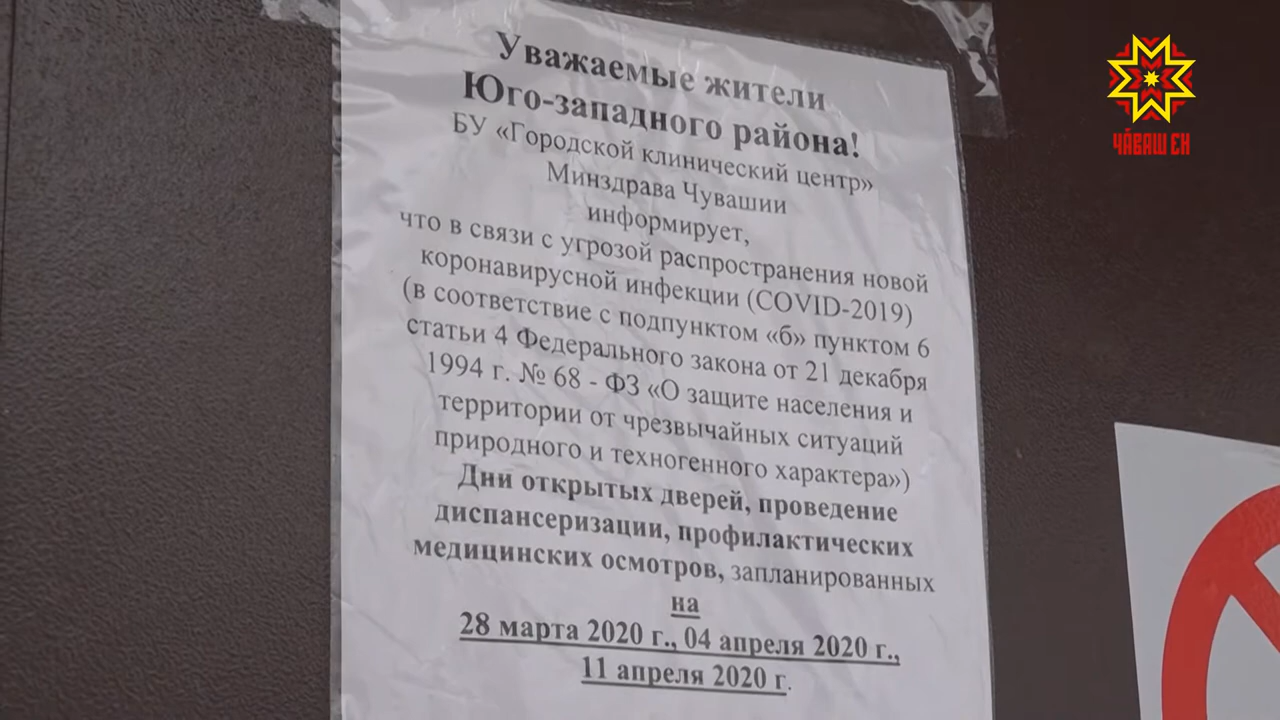 Уважаемые жители
Юго-западного района!
БУ «Городской клинический центр»
Минздрава Чувашии
информирует,
что в связи с угрозой распространения новой
коронавирусной инфекции (COVID-2019)
(в соответствие с подпунктом «б» пунктом 6
статьи 4 Федерального закона от 21 декабря
1994 г. № 68 - ФЗ «О защите населения и
территории от чрезвычайных ситуаций
природного и техногенного характера»)
Дни открытых дверей, проведение
диспансеризации, профилактических
медицинских осмотров, запланированных
на
28 марта 2020 г., 04 апреля 2020 г.,
11 апреля 2020 г.
ЧӐВАШ ЕН